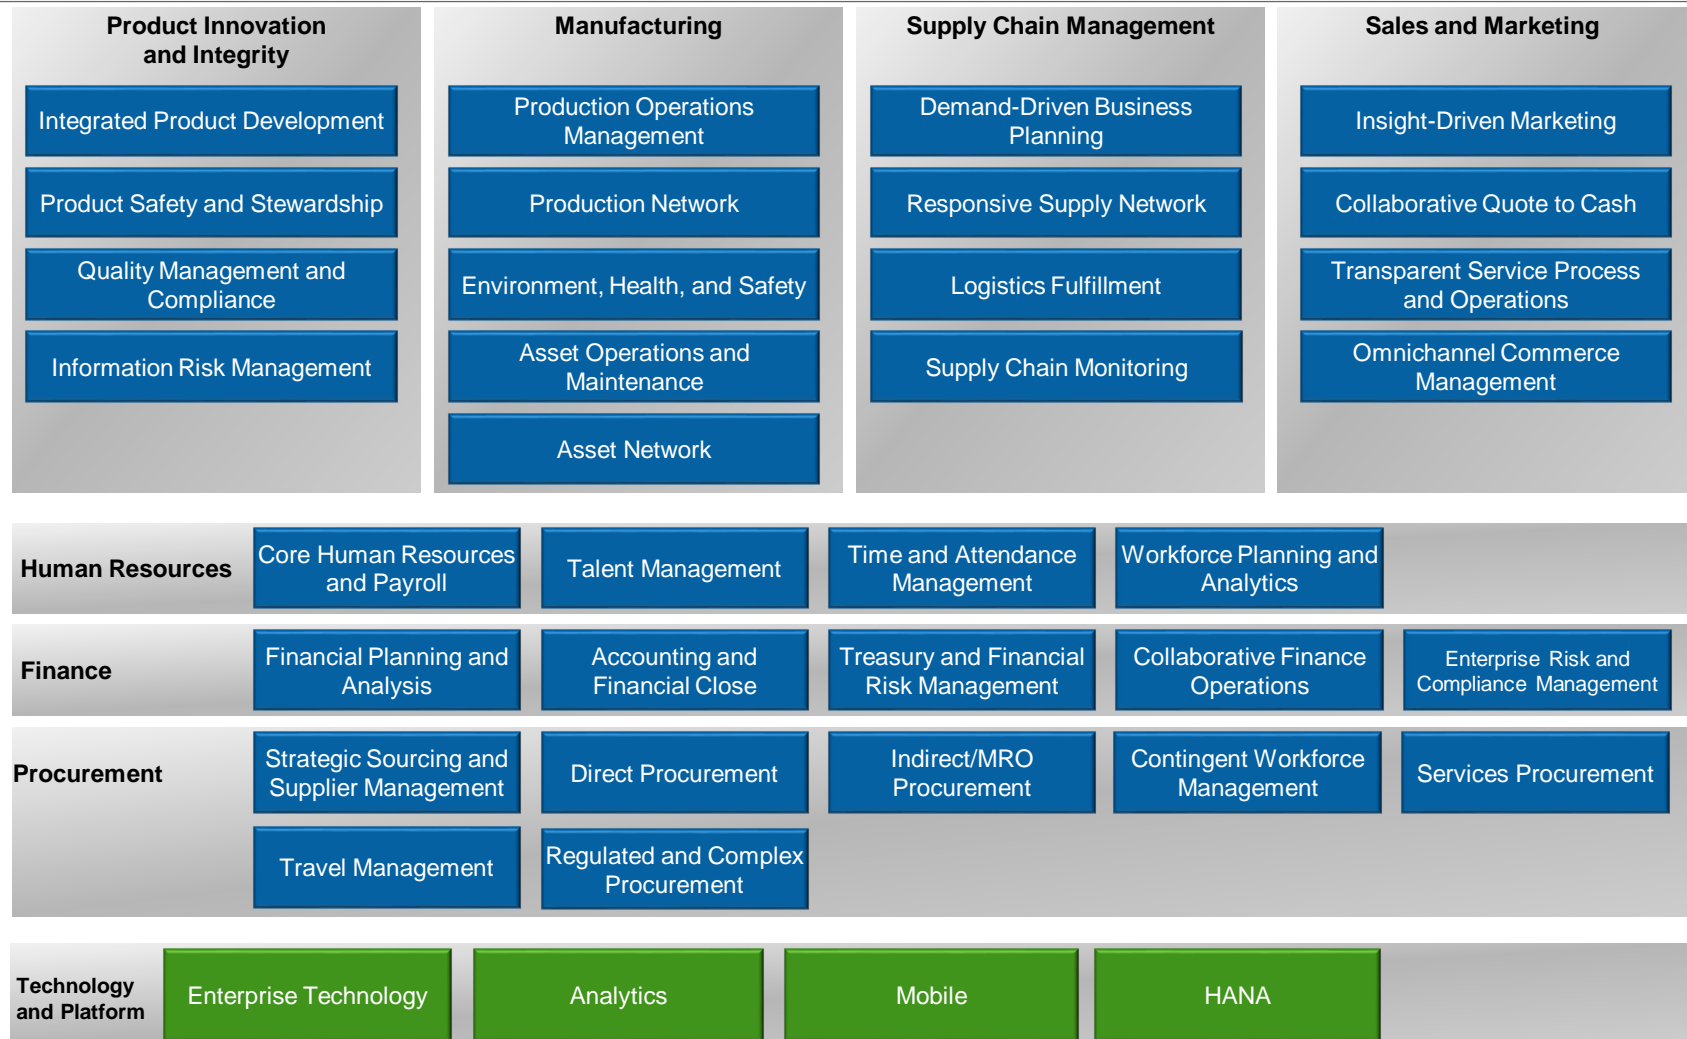 Product Innovation
and Integrity
Integrated Product Development
Product Safety and Stewardship
Quality Management and
Compliance
Information Risk Management
Manufacturing
Production Operations
Management
Production Network
Environment, Health, and Safety
Asset Operations and
Maintenance
Asset Network
Supply Chain Management
Demand-Driven Business
Planning
Responsive Supply Network
Logistics Fulfillment
Supply Chain Monitoring
Sales and Marketing
Insight-Driven Marketing
Collaborative Quote to Cash
Transparent Service Process
and Operations
Omnichannel Commerce
Management
Human Resources
Core Human Resources
and Payroll
Talent Management
Time and Attendance
Management
Workforce Planning and
Analytics
Finance
Financial Planning and
Analysis
Accounting and
Financial Close
Treasury and Financial
Risk Management
Collaborative Finance
Operations
Enterprise Risk and
Compliance Management
Procurement
Strategic Sourcing and
Supplier Management
Direct Procurement
Indirect/MRO
Procurement
Contingent Workforce
Management
Services Procurement
Travel Management
Regulated and Complex
Procurement
Technology
and Platform
Enterprise Technology
Analytics
Mobile
HANA